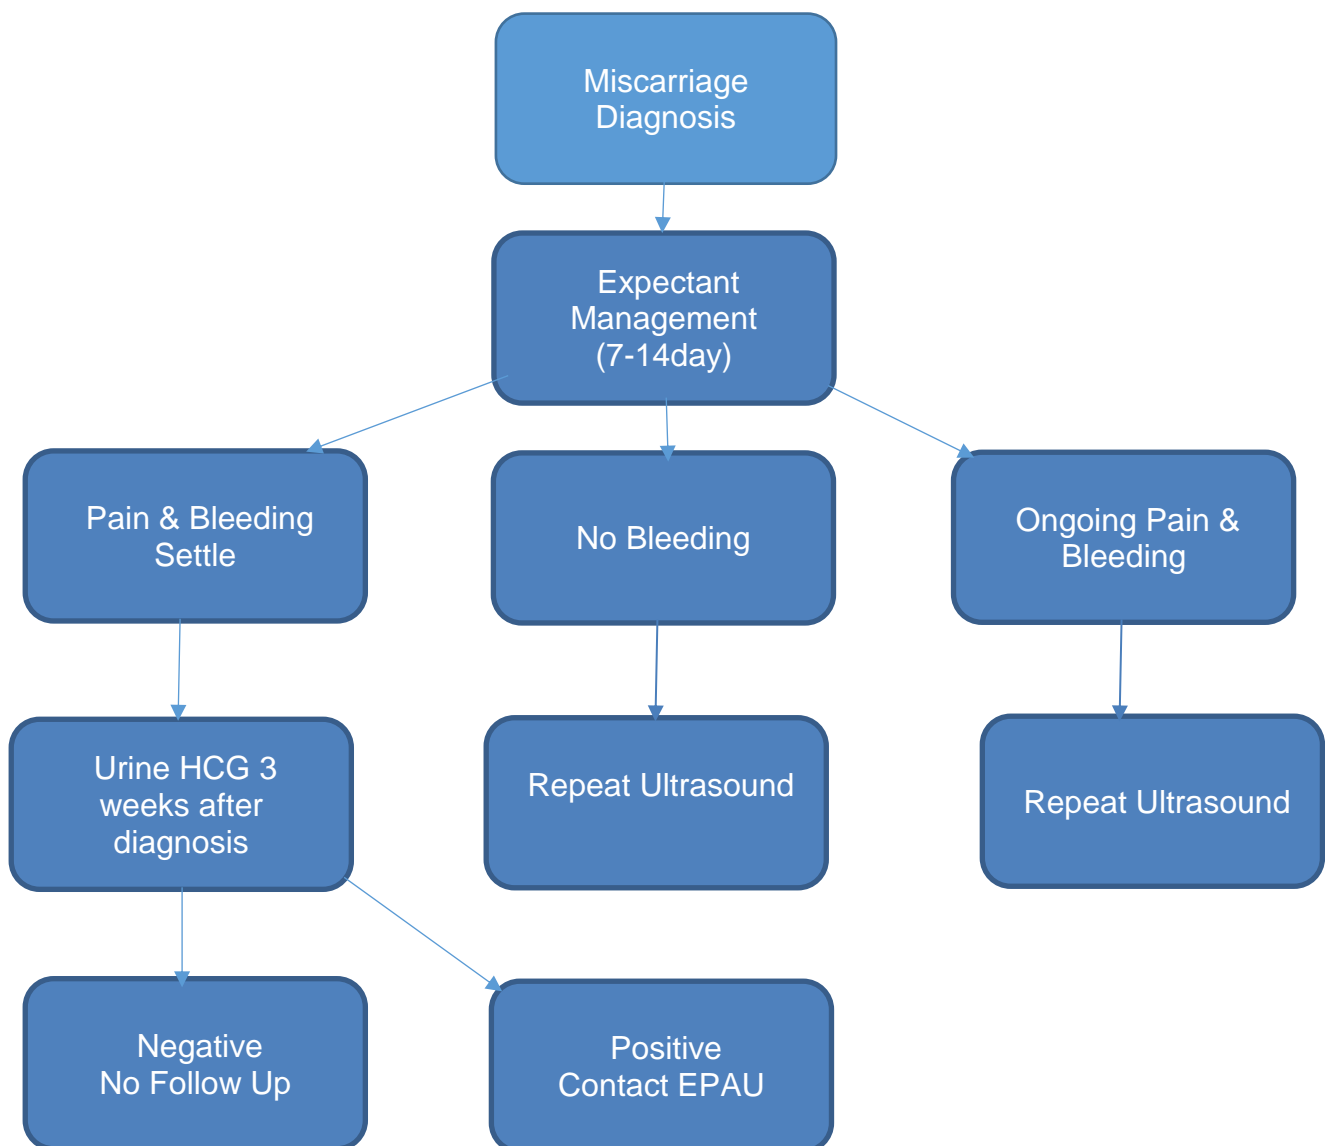 Miscarriage
Diagnosis
Expectant
Management
(7-14day)
Pain & Bleeding
Settle
No Bleeding
Ongoing Pain &
Bleeding
Urine HCG 3
weeks after
diagnosis
Repeat Ultrasound
Repeat Ultrasound
Negative
No Follow Up
Positive
Contact EPAU